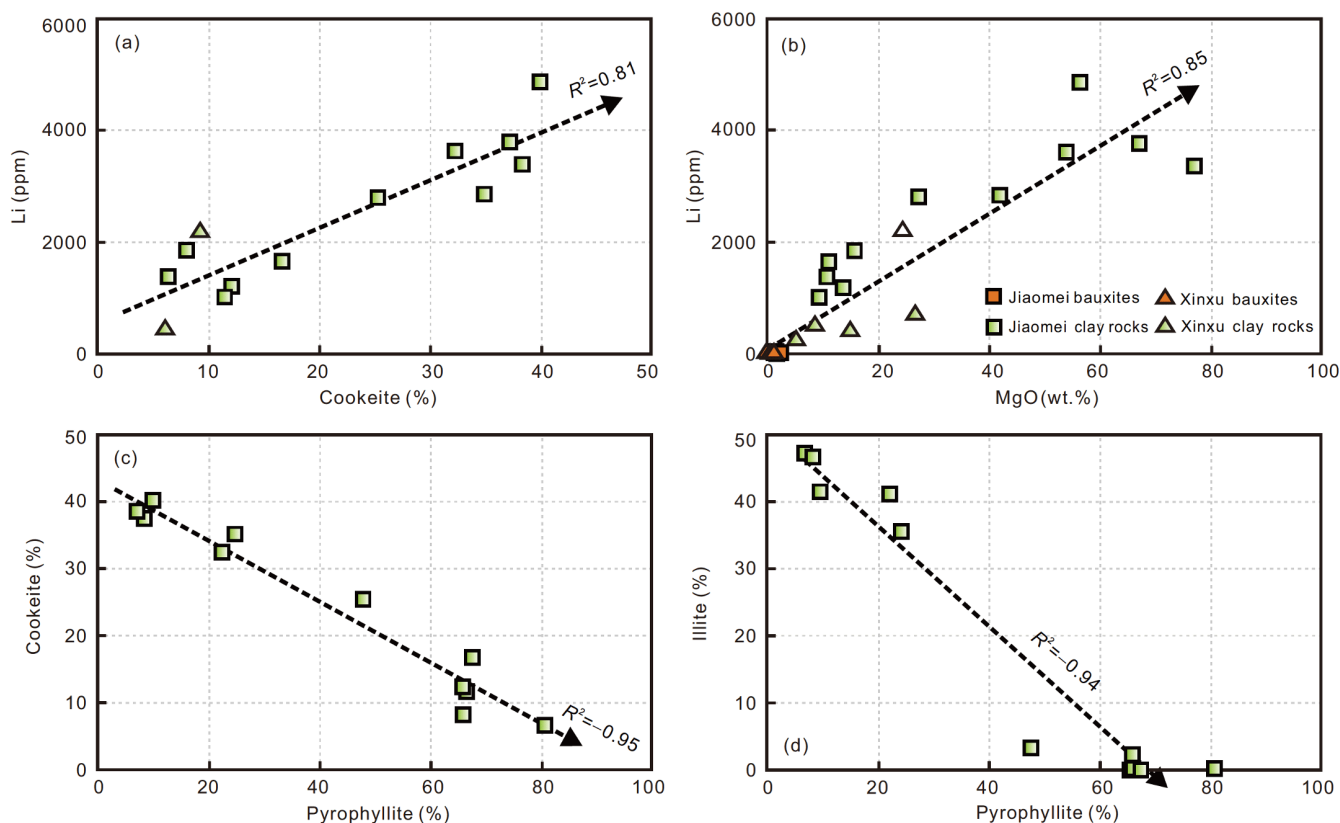 (a)
R²=0.81
Li (ppm)
6000
4000
2000
0
0 10 20 30 40 50
Cookeite (%)
(b)
R²=0.85
Li (ppm)
6000
4000
2000
0
Jiaomei bauxites Xinxu bauxites
Jiaomei clay rocks Xinxu clay rocks
0 20 40 60 80 100
MgO (wt.%)
(c)
R²=–0.95
Cookeite (%)
50
40
30
20
10
0
0 20 40 60 80 100
Pyrophyllite (%)
(d)
R²=–0.94
Illite (%)
50
40
30
20
10
0
0 20 40 60 80 100
Pyrophyllite (%)